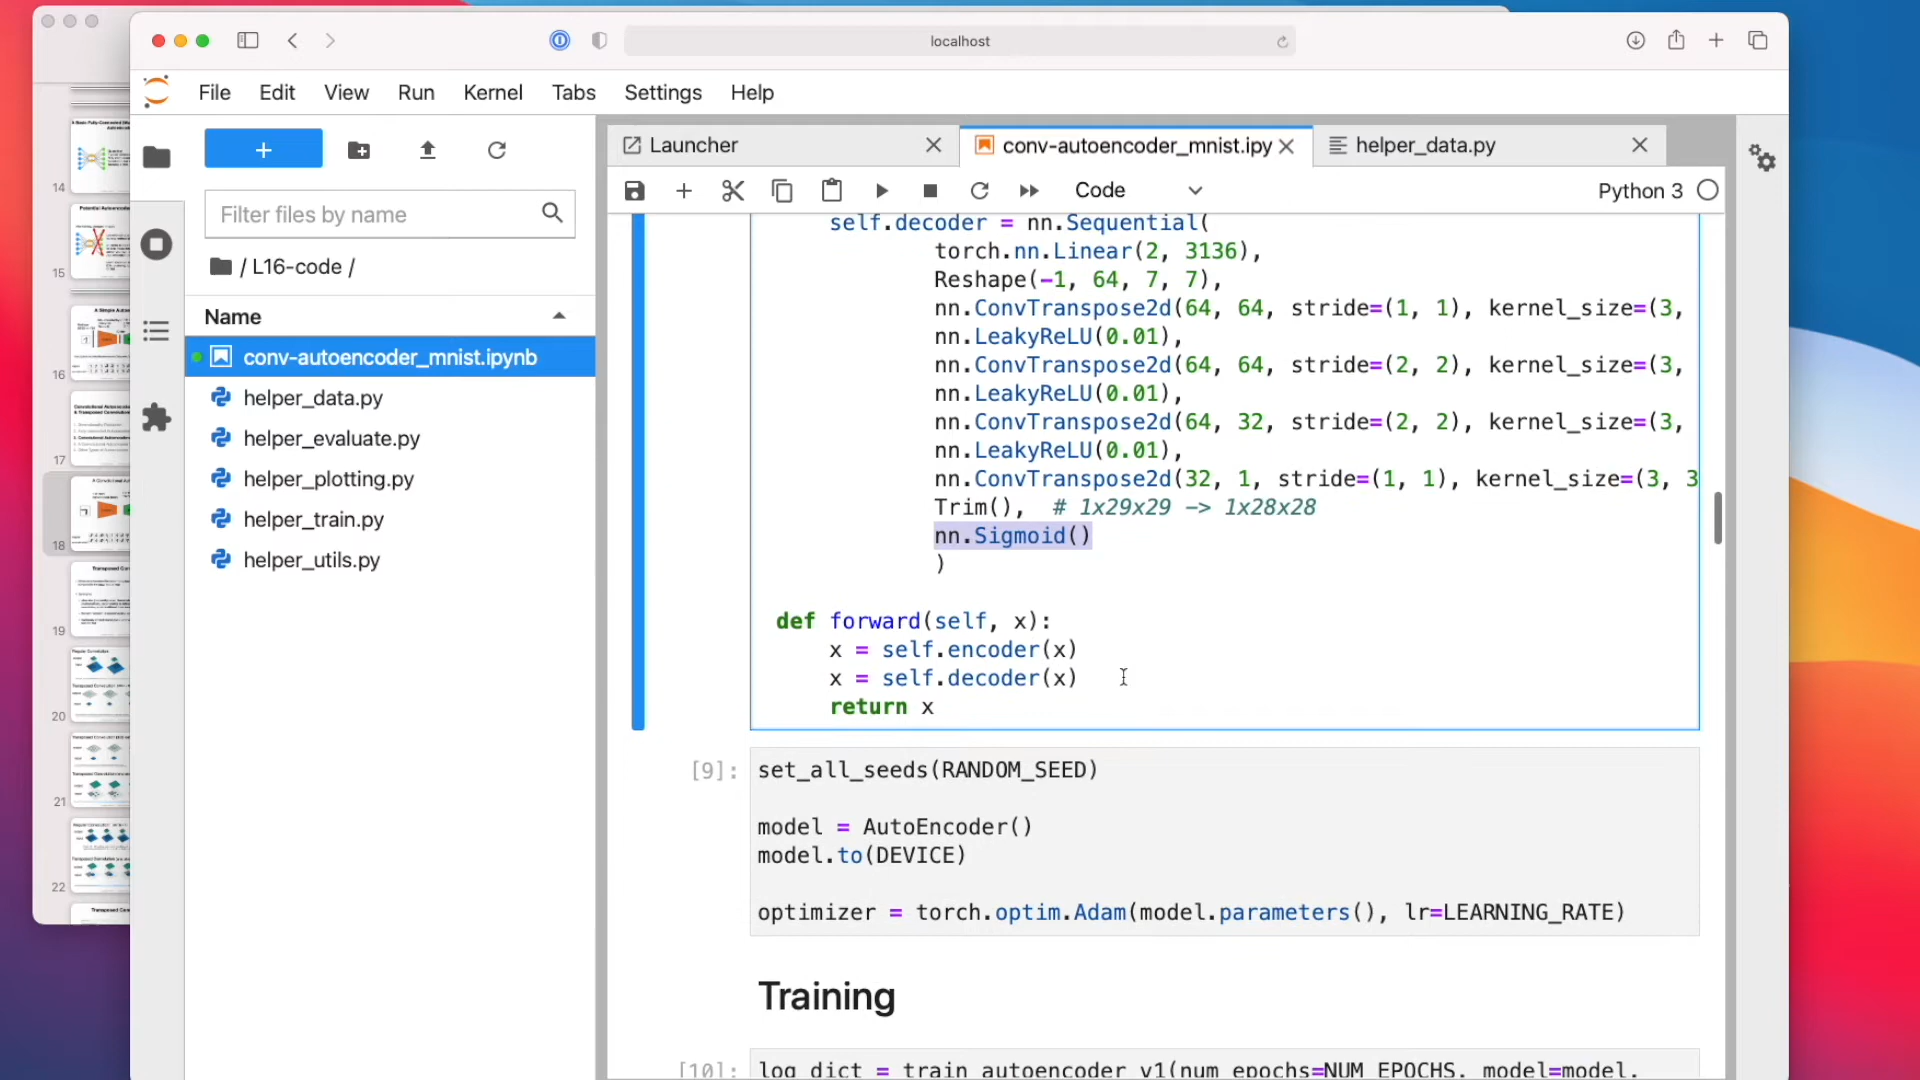 localhost
File Edit View Run Kernel Tabs Settings Help
Launcher
conv-autoencoder_mnist.ipy
helper_data.py
Filter files by name
Code
Python 3
/ L16-code /
Name
conv-autoencoder_mnist.ipynb
helper_data.py
helper_evaluate.py
helper_plotting.py
helper_train.py
helper_utils.py
14
15
16
17
18
19
20
21
22
self.decoder = nn.Sequential(
torch.nn.Linear(2, 3136),
Reshape(-1, 64, 7, 7),
nn.ConvTranspose2d(64, 64, stride=(1, 1), kernel_size=(3,
nn.LeakyReLU(0.01),
nn.ConvTranspose2d(64, 64, stride=(2, 2), kernel_size=(3,
nn.LeakyReLU(0.01),
nn.ConvTranspose2d(64, 32, stride=(2, 2), kernel_size=(3,
nn.LeakyReLU(0.01),
nn.ConvTranspose2d(32, 1, stride=(1, 1), kernel_size=(3, 3
Trim(), # 1x29x29 -> 1x28x28
nn.Sigmoid()
)
def forward(self, x):
x = self.encoder(x)
x = self.decoder(x)
return x
[9]: set_all_seeds(RANDOM_SEED)
model = AutoEncoder()
model.to(DEVICE)
optimizer = torch.optim.Adam(model.parameters(), lr=LEARNING_RATE)
Training
[10]: log_dict = train_autoencoder_v1(num_epochs=NUM_EPOCHS, model=model,